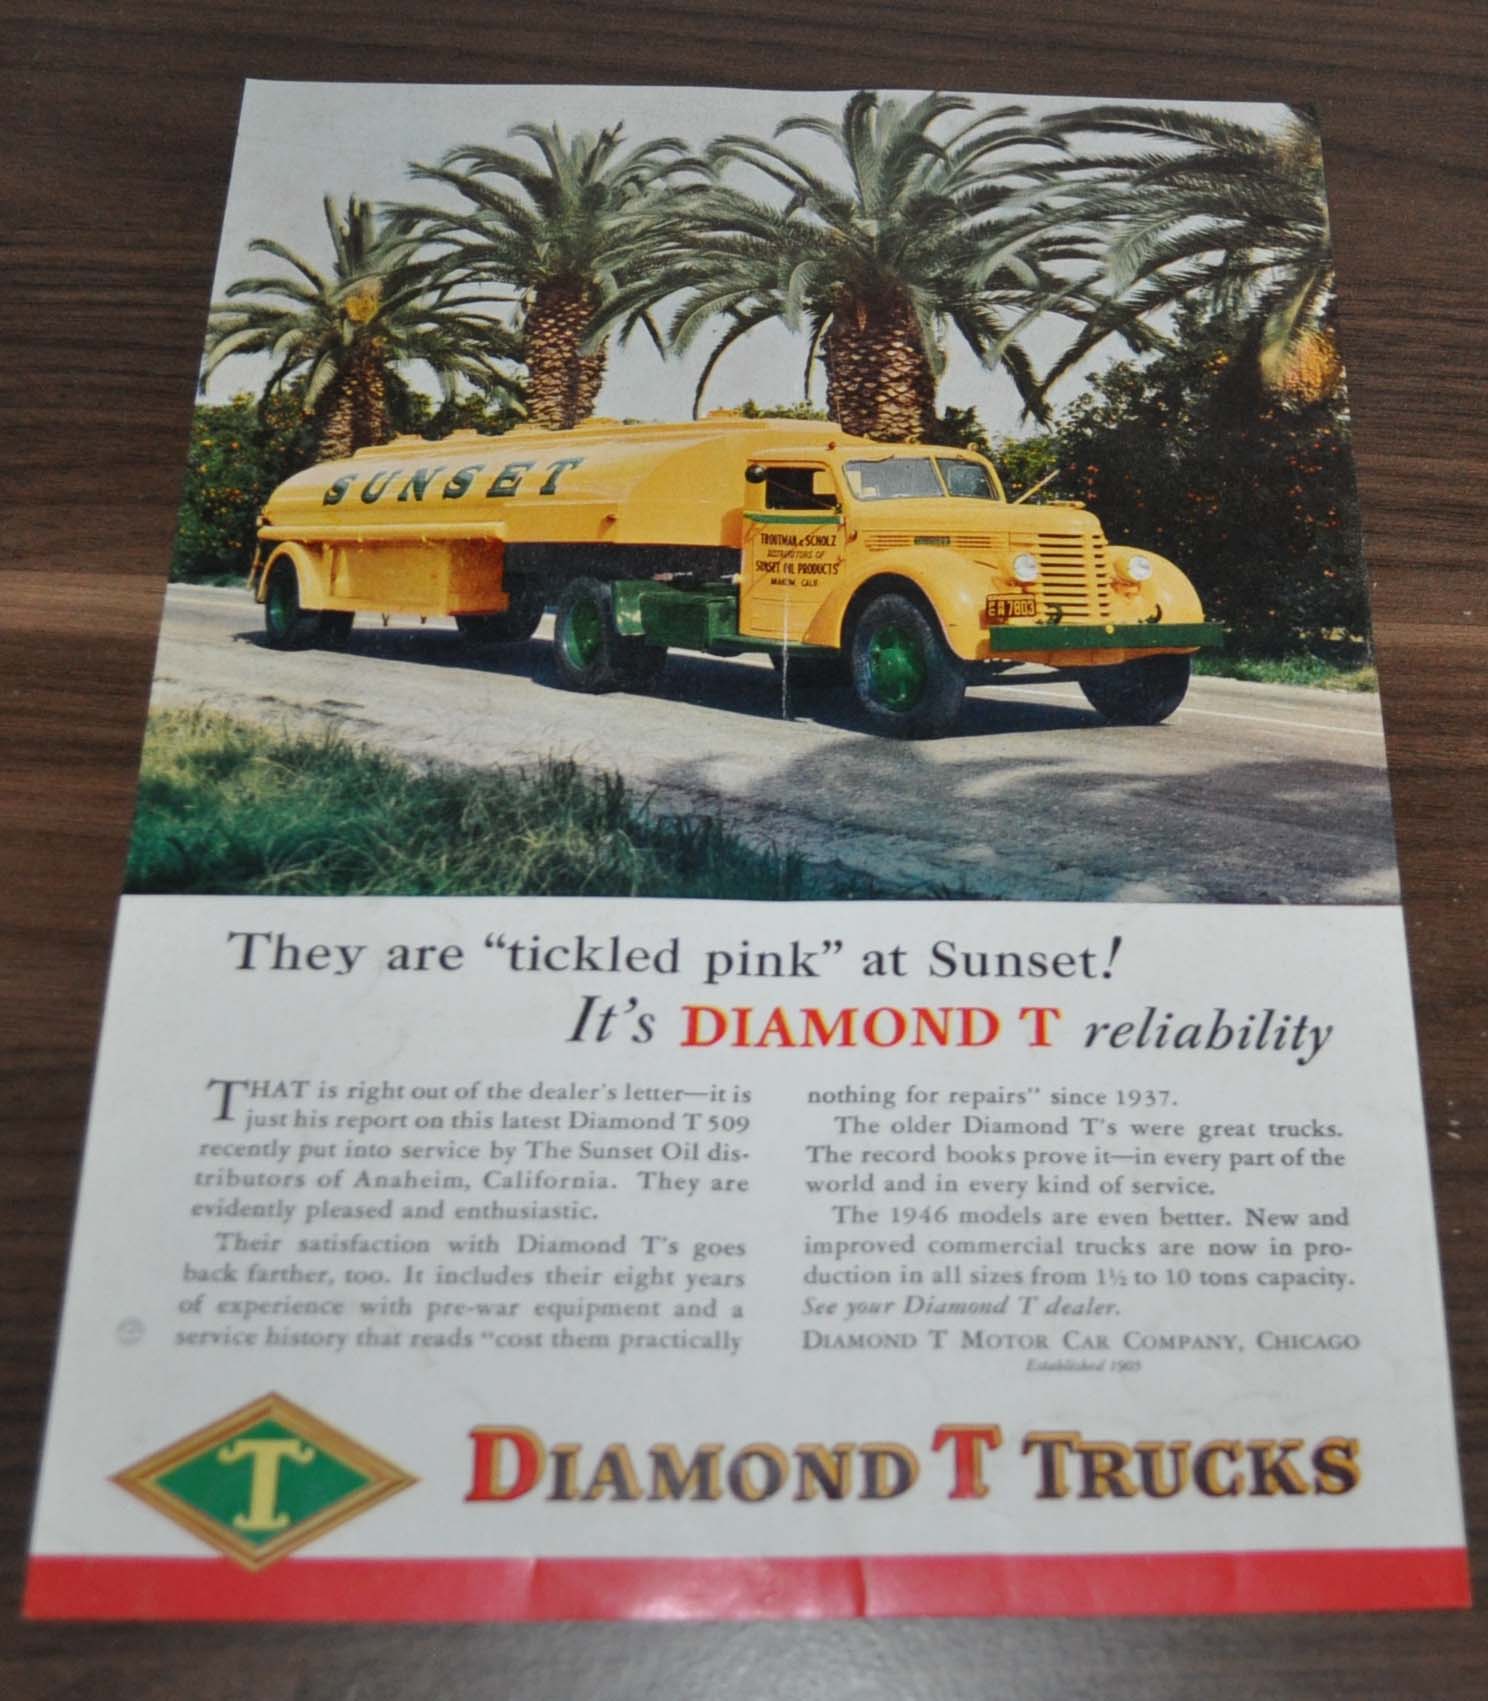 SUNSET
TROUTMAN & SCHOLZ
DISTRIBUTORS OF
SUNSET OIL PRODUCTS
CALIF.
7803
They are “tickled pink” at Sunset!
It’s DIAMOND T reliability
THAT is right out of the dealer’s letter—it is
just his report on this latest Diamond T 509
recently put into service by The Sunset Oil dis-
tributors of Anaheim, California. They are
evidently pleased and enthusiastic.
Their satisfaction with Diamond T’s goes
back farther, too. It includes their eight years
of experience with pre-war equipment and a
service history that reads “cost them practically
nothing for repairs” since 1937.
The older Diamond T’s were great trucks.
The record books prove it—in every part of the
world and in every kind of service.
The 1946 models are even better. New and
improved commercial trucks are now in pro-
duction in all sizes from 1½ to 10 tons capacity.
See your Diamond T dealer.
DIAMOND T MOTOR CAR COMPANY, CHICAGO
Established 1905
T
DIAMOND T TRUCKS